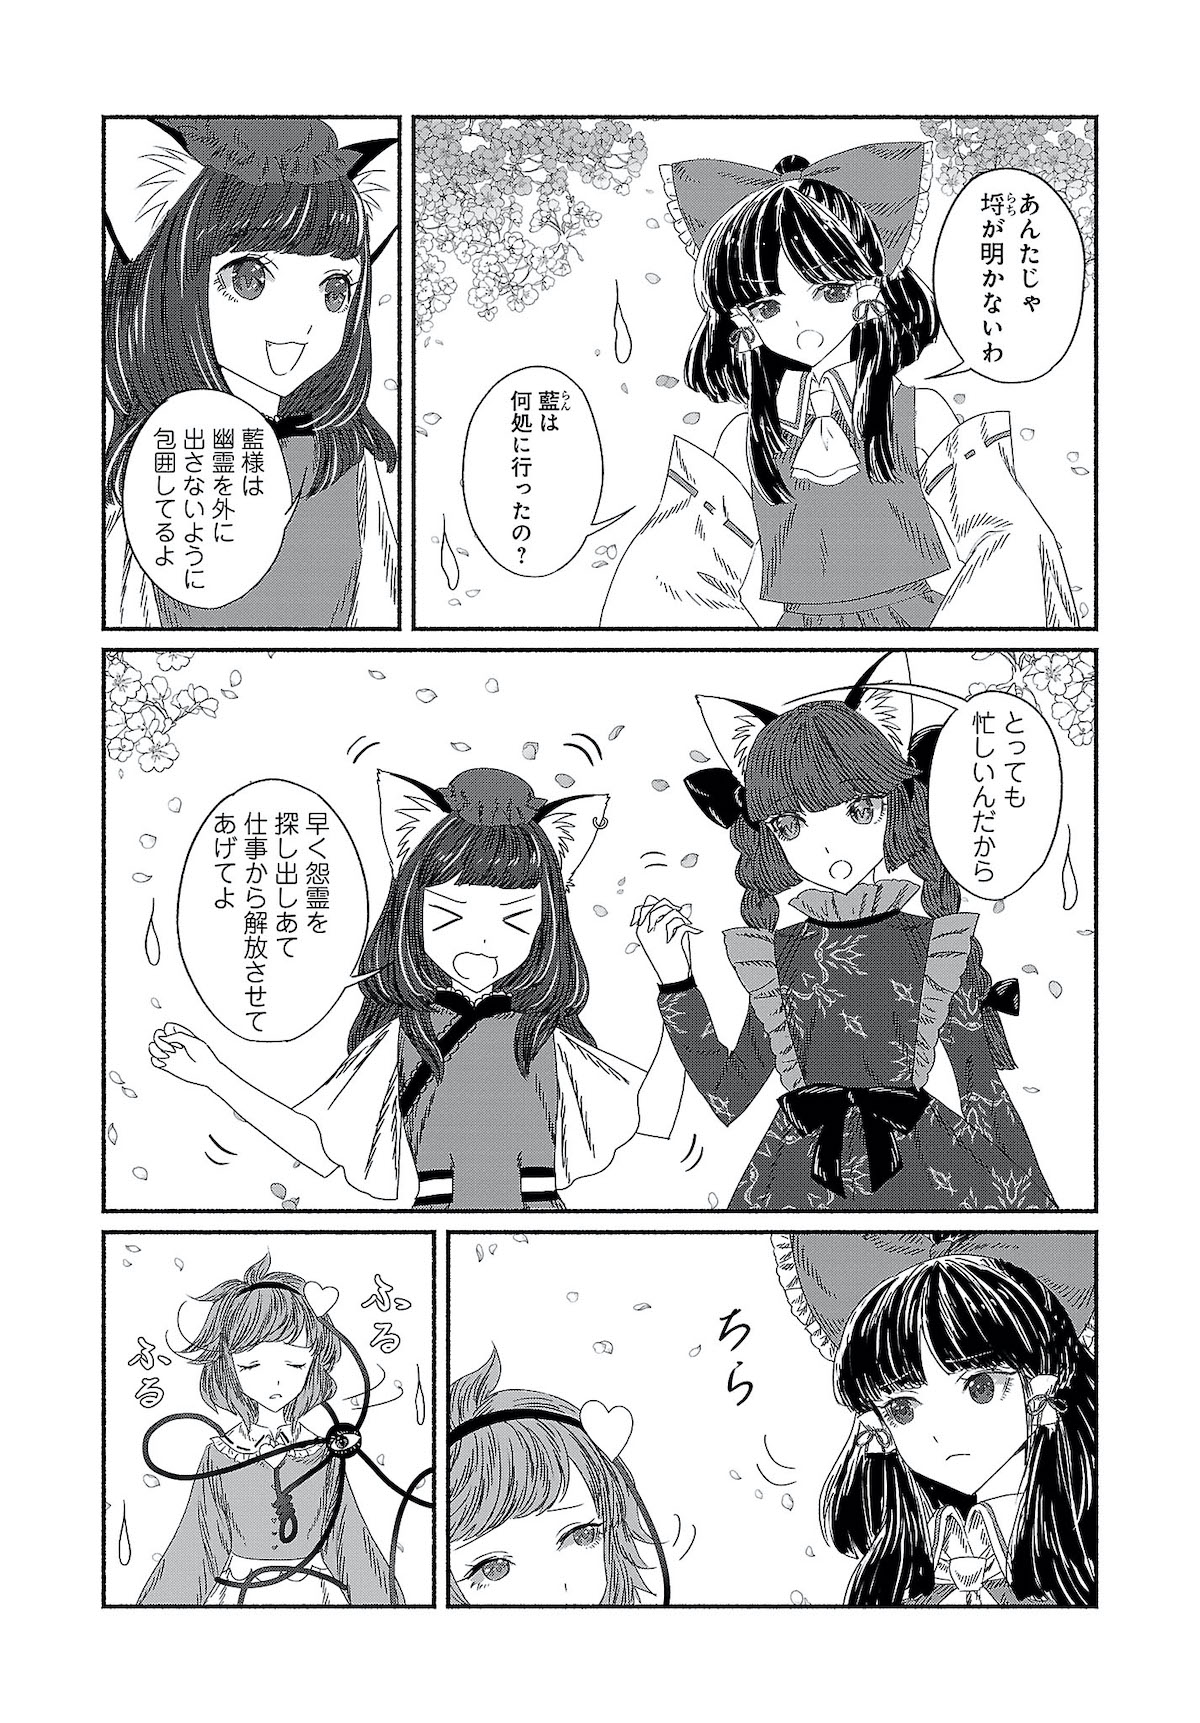 あんたじゃ
埒が明かないわ
らち
藍は
らん
何処に行ったの？
藍様は
幽霊を外に
出さないように
包囲してるよ
とっても
忙しいんだから
早く怨霊を
探し出しあて
仕事から解放させて
あげてよ
ちら
ふる
ふる